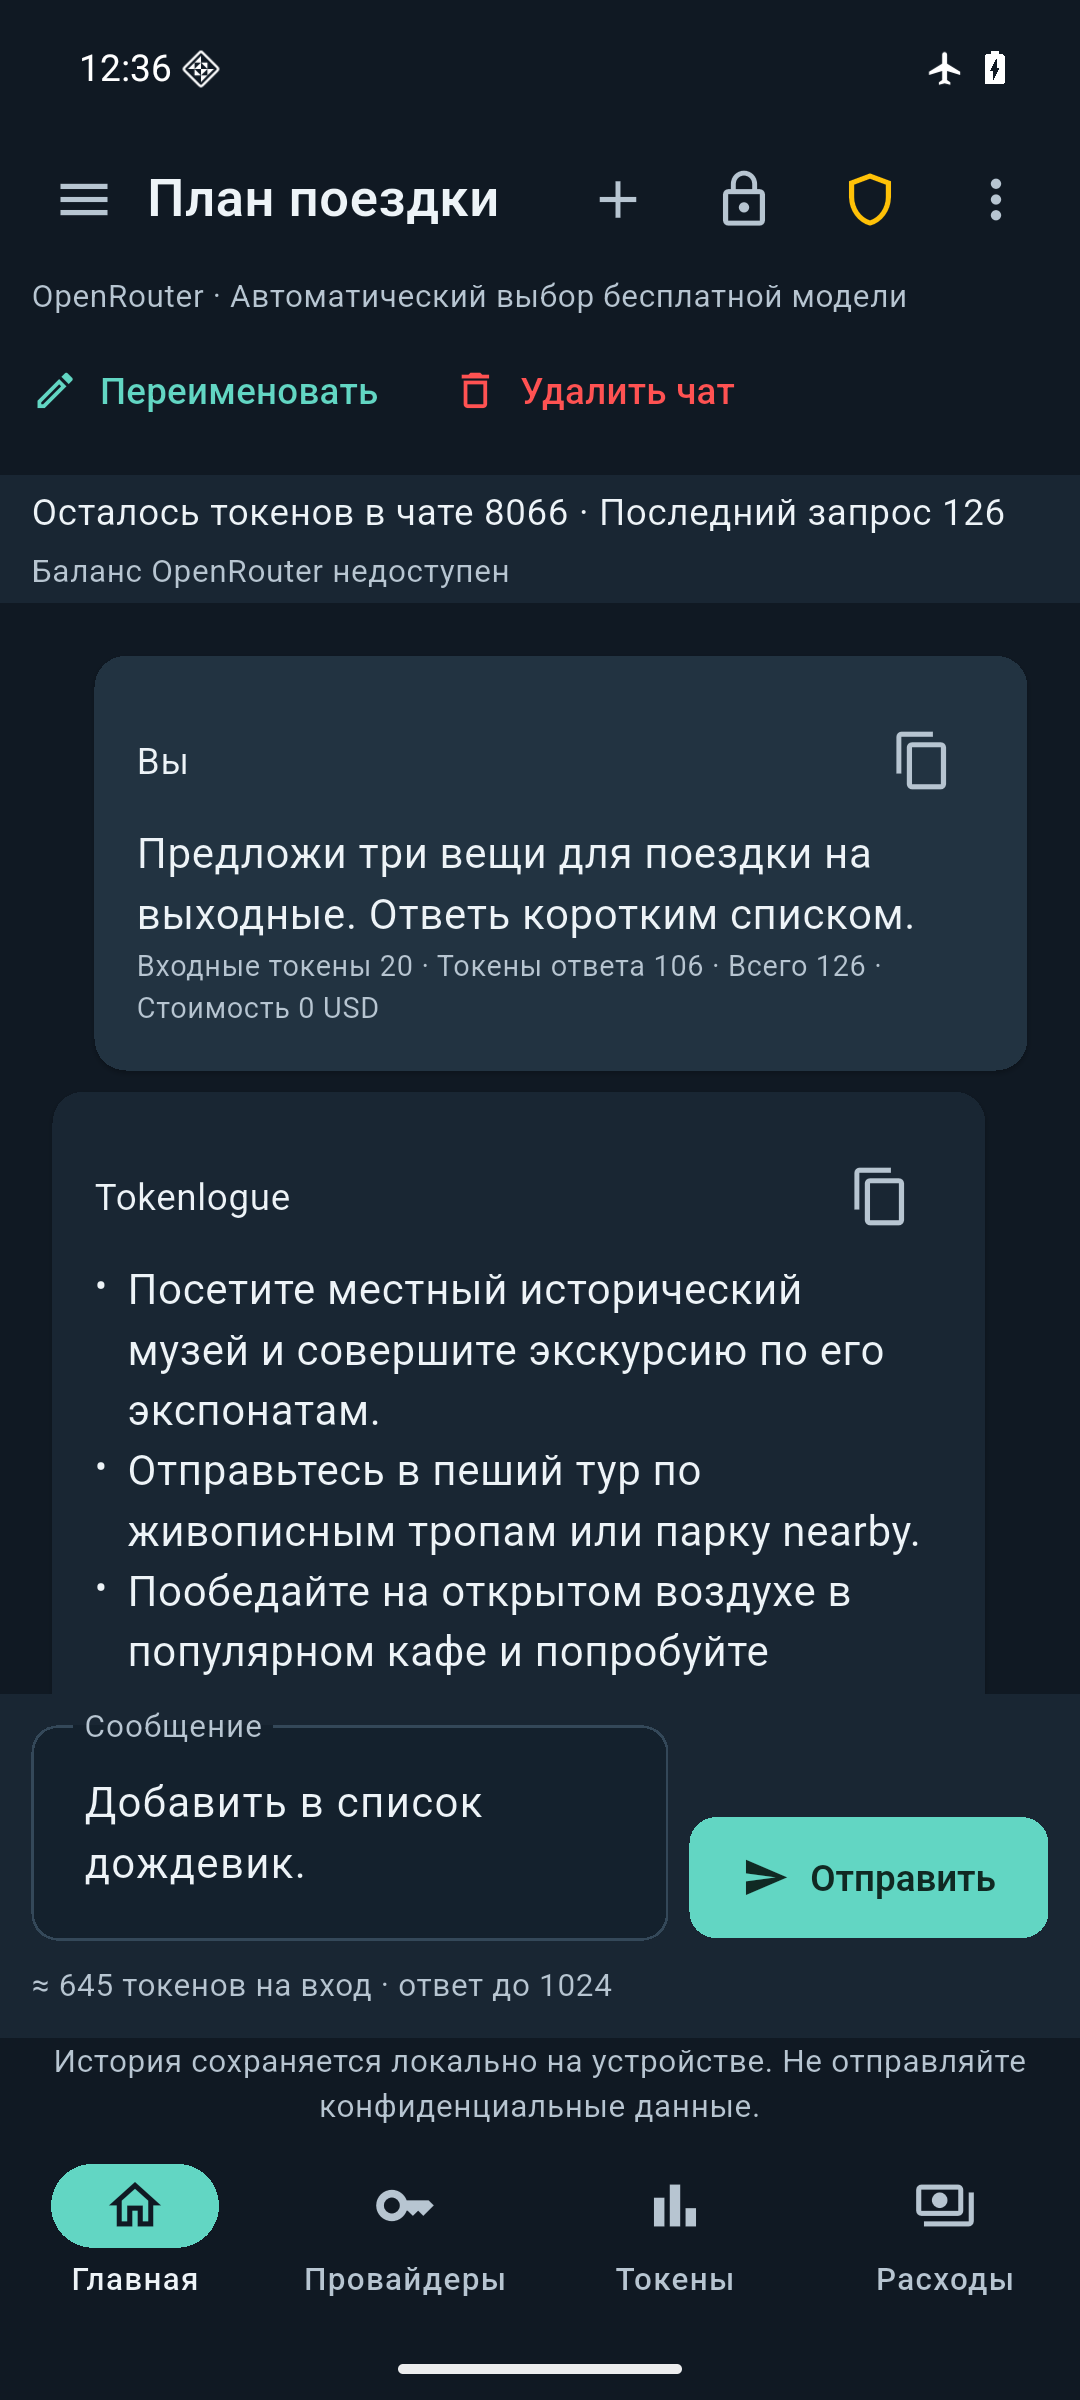 12:36
План поездки
OpenRouter · Автоматический выбор бесплатной модели
Переименовать
Удалить чат
Осталось токенов в чате 8066 · Последний запрос 126
Баланс OpenRouter недоступен
Вы
Предложи три вещи для поездки на
выходные. Ответь коротким списком.
Входные токены 20 · Токены ответа 106 · Всего 126 ·
Стоимость 0 USD
Tokenlogue
• Посетите местный исторический
музей и совершите экскурсию по его
экспонатам.
• Отправьтесь в пеший тур по
живописным тропам или парку nearby.
• Пообедайте на открытом воздухе в
популярном кафе и попробуйте
Сообщение
Добавить в список
дождевик.
Отправить
≈ 645 токенов на вход · ответ до 1024
История сохраняется локально на устройстве. Не отправляйте
конфиденциальные данные.
Главная
Провайдеры
Токены
Расходы